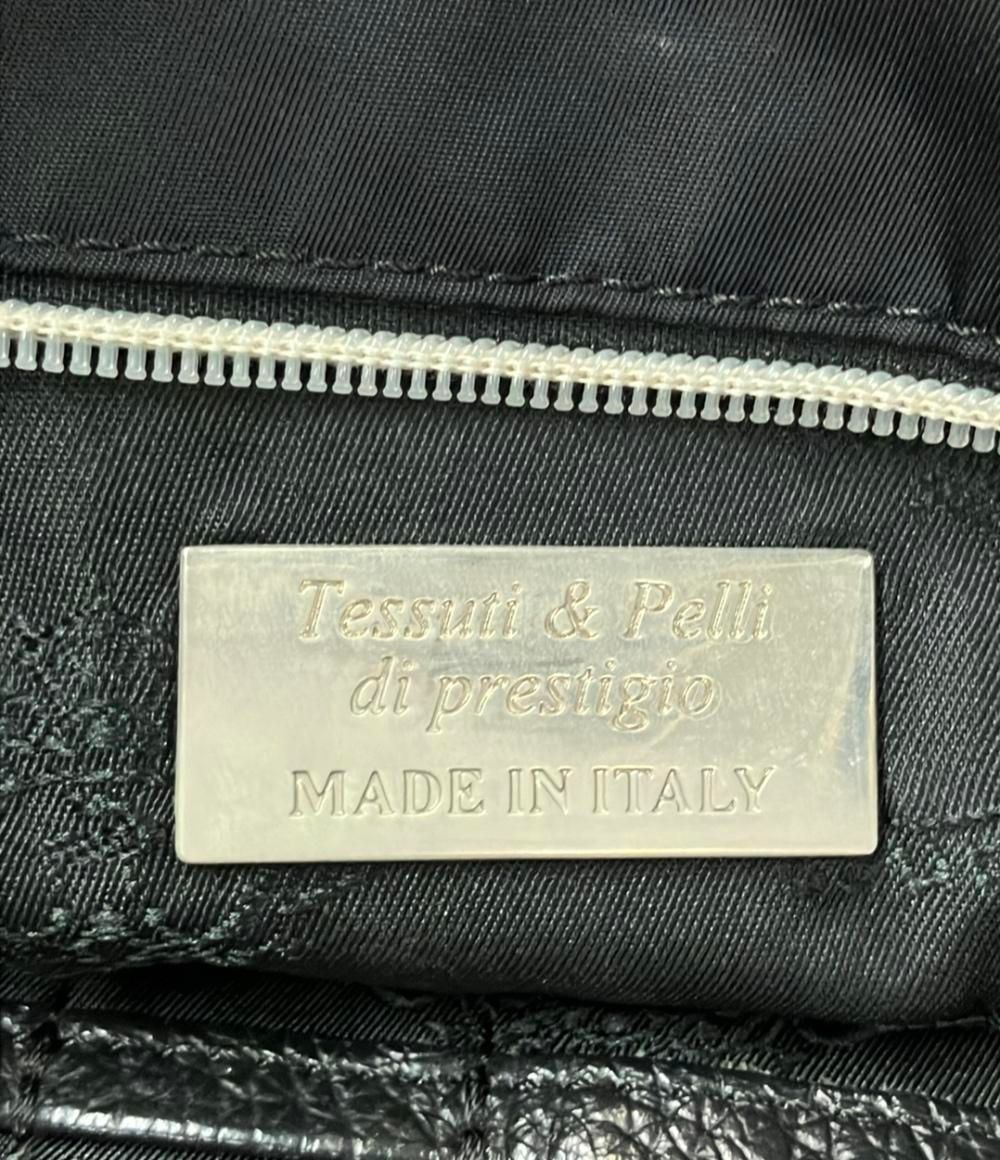 Tessuti & Pelli
di prestigio
MADE IN ITALY